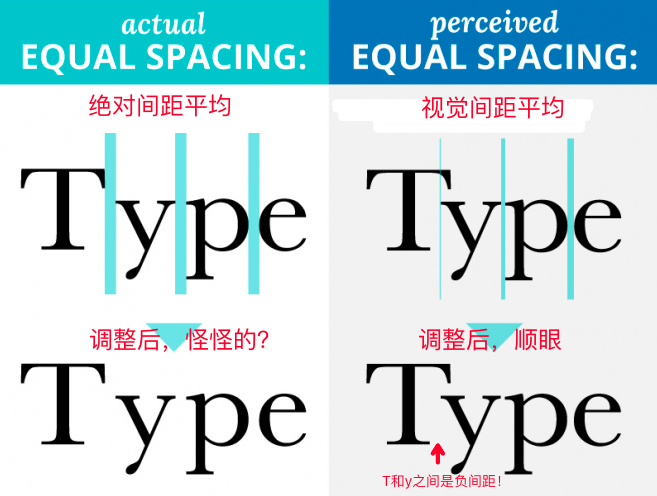 actual
EQUAL SPACING:
绝对间距平均
Type
调整后，怪怪的?
Type
perceived
EQUAL SPACING:
视觉间距平均
Type
调整后，顺眼
Type
T和y之间是负间距!